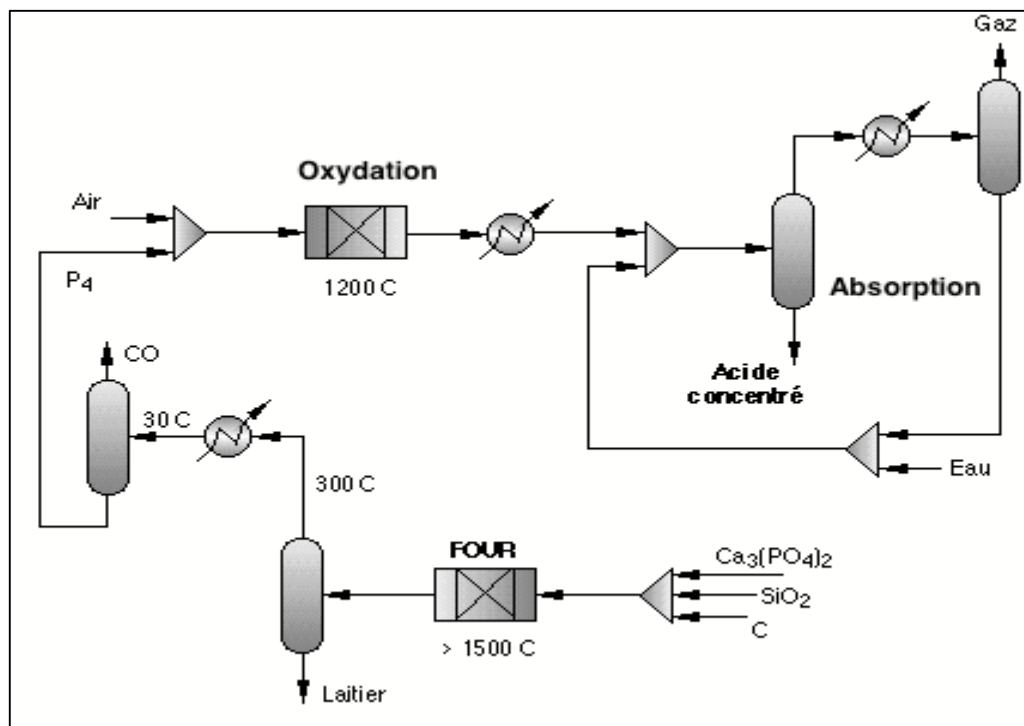 Gaz
Oxydation
Air
P4
1200 C
Absorption
Acide
concentré
CO
30 C
300 C
Eau
FOUR
Ca3(PO4)2
SiO2
C
> 1500 C
Laitier